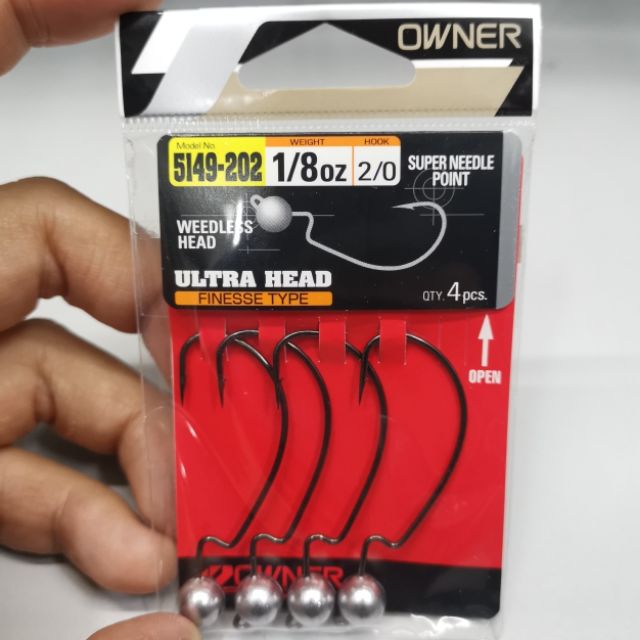 OWNER
Model No.
5149-202
WEIGHT
1/8oz
HOOK
2/0
SUPER NEEDLE
POINT
WEEDLESS
HEAD
ULTRA HEAD
FINESSE TYPE
QTY. 4pcs.
OPEN
OWNER